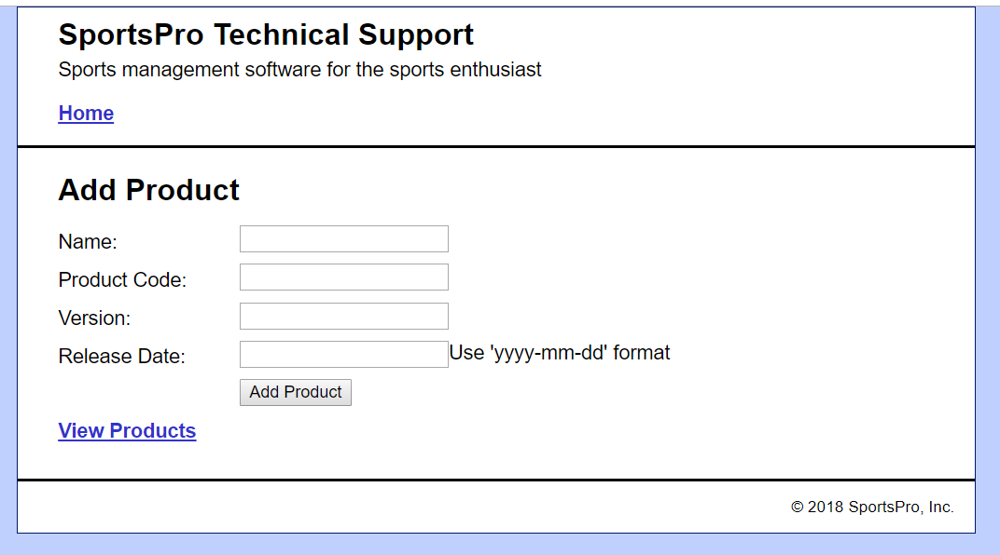 SportsPro Technical Support
Sports management software for the sports enthusiast
Home
Add Product
Name:
Product Code:
Version:
Release Date: Use 'yyyy-mm-dd' format
Add Product
View Products
© 2018 SportsPro, Inc.